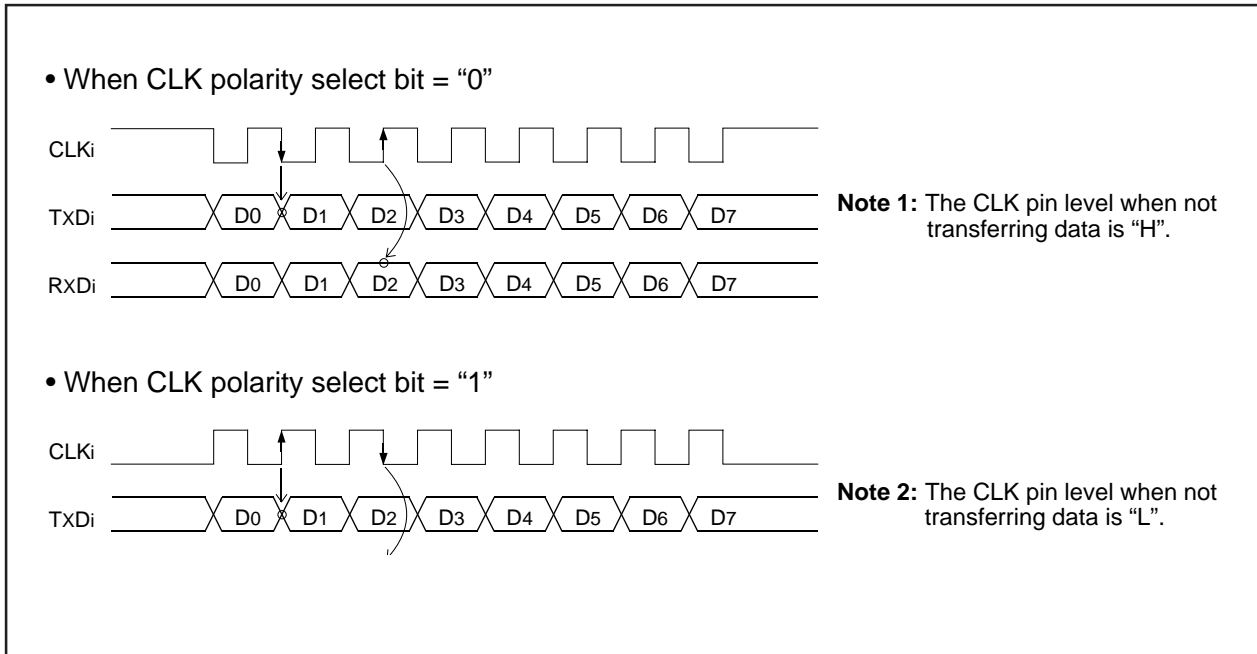 • When CLK polarity select bit = “0”
CLKi
TXDi D0 D1 D2 D3 D4 D5 D6 D7
RXDi D0 D1 D2 D3 D4 D5 D6 D7
Note 1: The CLK pin level when not
transferring data is “H”.
• When CLK polarity select bit = “1”
CLKi
TXDi D0 D1 D2 D3 D4 D5 D6 D7
Note 2: The CLK pin level when not
transferring data is “L”.